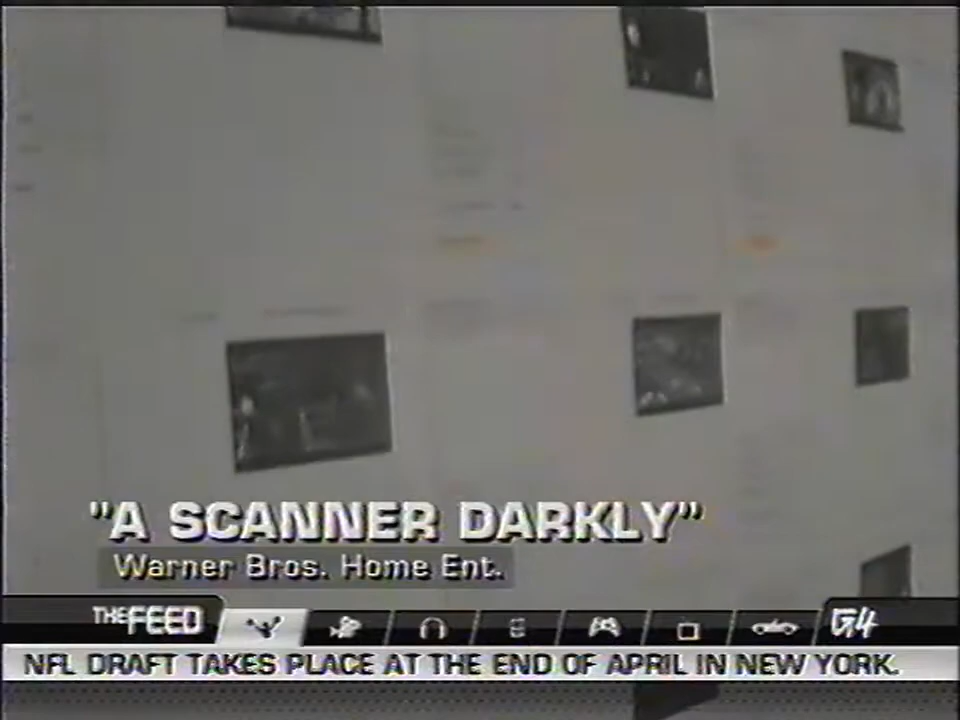 "A SCANNER DARKLY"
Warner Bros. Home Ent.
THE FEED
G4
NFL DRAFT TAKES PLACE AT THE END OF APRIL IN NEW YORK.